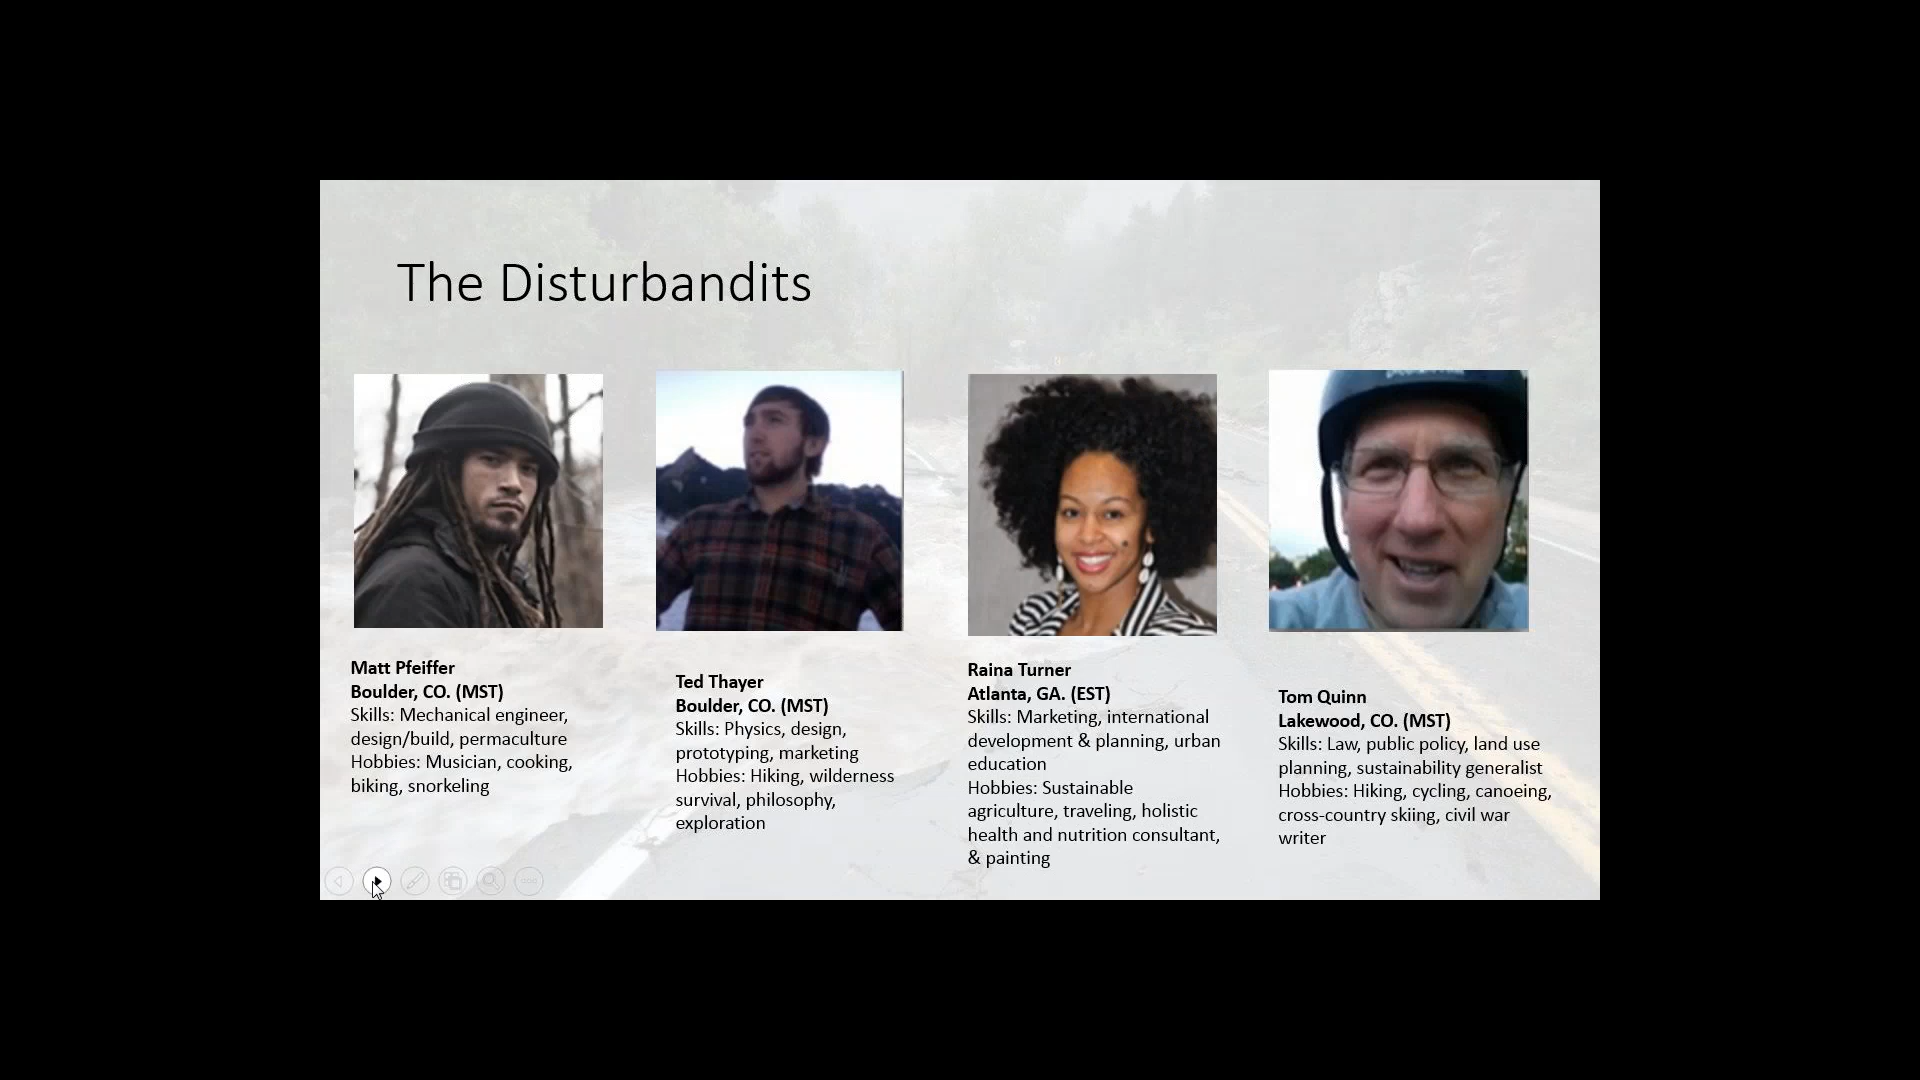 The Disturbandits
Matt Pfeiffer
Boulder, CO. (MST)
Skills: Mechanical engineer,
design/build, permaculture
Hobbies: Musician, cooking,
biking, snorkeling
Ted Thayer
Boulder, CO. (MST)
Skills: Physics, design,
prototyping, marketing
Hobbies: Hiking, wilderness
survival, philosophy,
exploration
Raina Turner
Atlanta, GA. (EST)
Skills: Marketing, international
development & planning, urban
education
Hobbies: Sustainable
agriculture, traveling, holistic
health and nutrition consultant,
& painting
Tom Quinn
Lakewood, CO. (MST)
Skills: Law, public policy, land use
planning, sustainability generalist
Hobbies: Hiking, cycling, canoeing,
cross-country skiing, civil war
writer